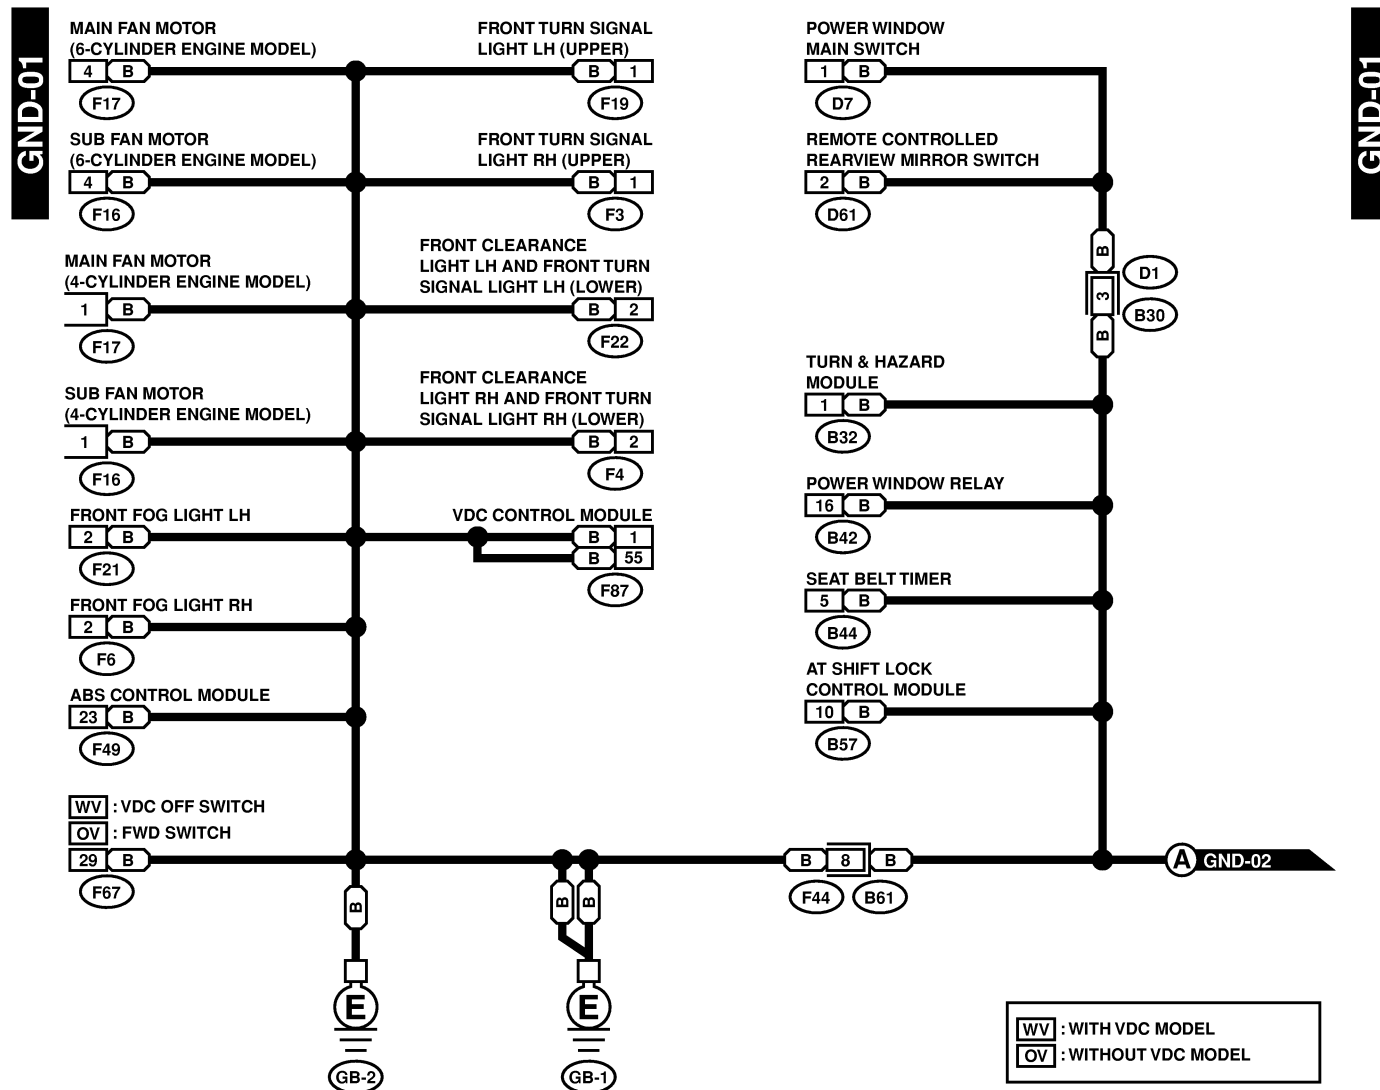 GND-01
MAIN FAN MOTOR
(6-CYLINDER ENGINE MODEL)
4 B
F17
SUB FAN MOTOR
(6-CYLINDER ENGINE MODEL)
4 B
F16
MAIN FAN MOTOR
(4-CYLINDER ENGINE MODEL)
1 B
F17
SUB FAN MOTOR
(4-CYLINDER ENGINE MODEL)
1 B
F16
FRONT FOG LIGHT LH
2 B
F21
FRONT FOG LIGHT RH
2 B
F6
ABS CONTROL MODULE
23 B
F49
WV : VDC OFF SWITCH
OV : FWD SWITCH
29 B
F67
FRONT TURN SIGNAL
LIGHT LH (UPPER)
B 1
F19
FRONT TURN SIGNAL
LIGHT RH (UPPER)
B 1
F3
FRONT CLEARANCE
LIGHT LH AND FRONT TURN
SIGNAL LIGHT LH (LOWER)
B 2
F22
FRONT CLEARANCE
LIGHT RH AND FRONT TURN
SIGNAL LIGHT RH (LOWER)
B 2
F4
VDC CONTROL MODULE
B 1
B 55
F87
B
E
GB-2
B B
E
GB-1
POWER WINDOW
MAIN SWITCH
1 B
D7
REMOTE CONTROLLED
REARVIEW MIRROR SWITCH
2 B
D61
B
3
B
D1
B30
TURN & HAZARD
MODULE
1 B
B32
POWER WINDOW RELAY
16 B
B42
SEAT BELT TIMER
5 B
B44
AT SHIFT LOCK
CONTROL MODULE
10 B
B57
B 8 B
F44 B61
A GND-02
WV : WITH VDC MODEL
OV : WITHOUT VDC MODEL
GND-01